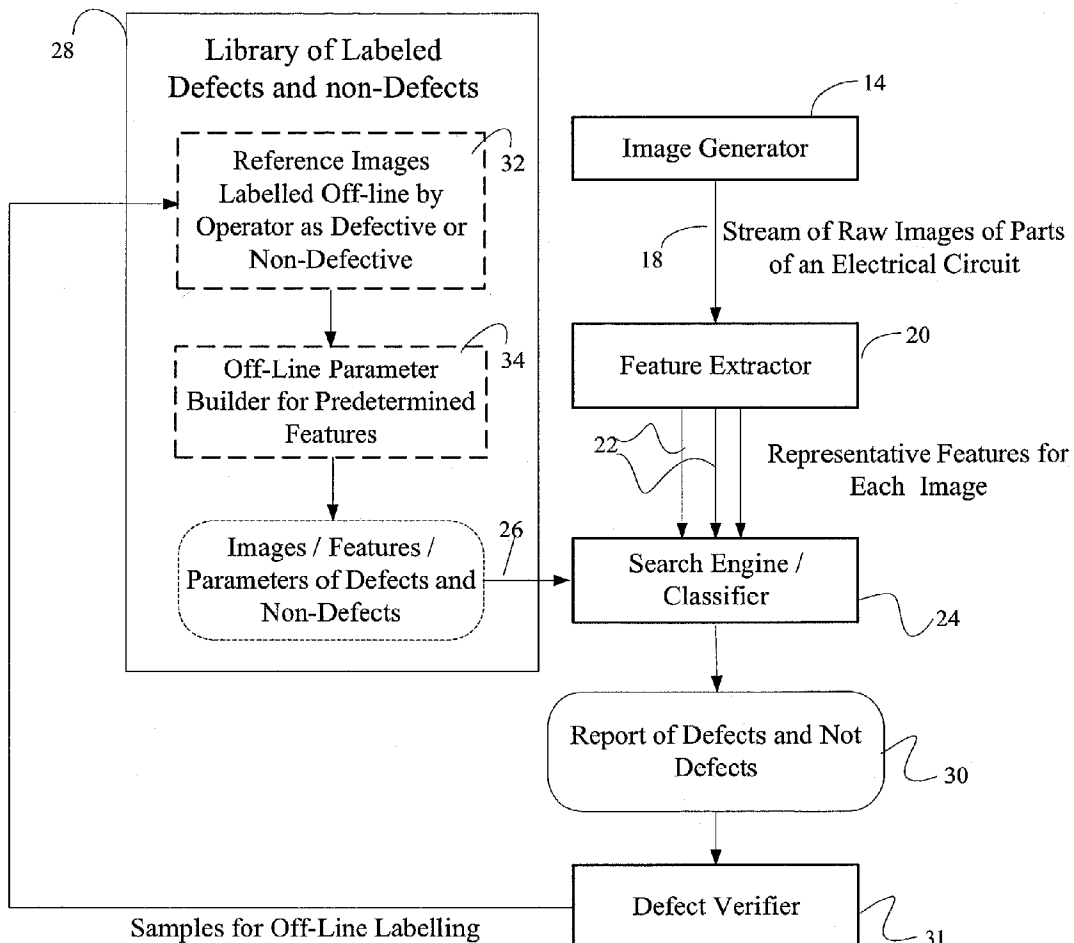 28
Library of Labeled
Defects and non-Defects
32
Reference Images
Labelled Off-line by
Operator as Defective or
Non-Defective
34
Off-Line Parameter
Builder for Predetermined
Features
Images / Features /
Parameters of Defects and
Non-Defects
26
14
Image Generator
18
Stream of Raw Images of Parts
of an Electrical Circuit
20
Feature Extractor
22
Representative Features for
Each Image
Search Engine /
Classifier
24
Report of Defects and Not
Defects
30
Defect Verifier
31
Samples for Off-Line Labelling